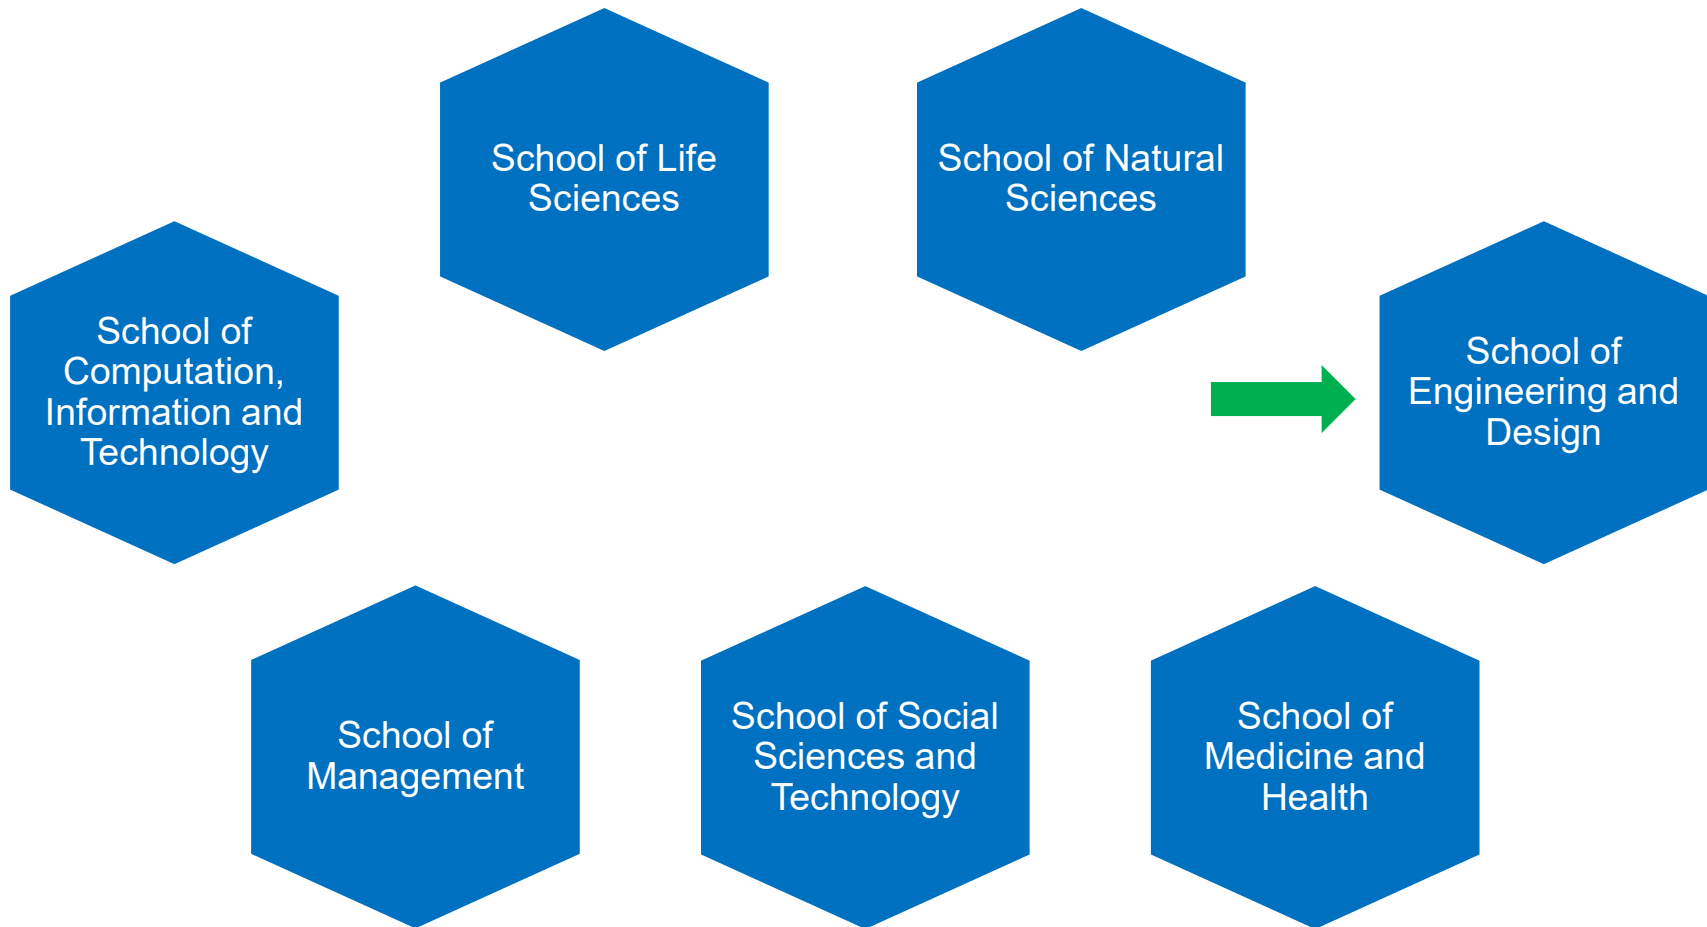 School of Life
Sciences
School of Natural
Sciences
School of
Computation,
Information and
Technology
School of
Engineering and
Design
School of
Management
School of Social
Sciences and
Technology
School of
Medicine and
Health